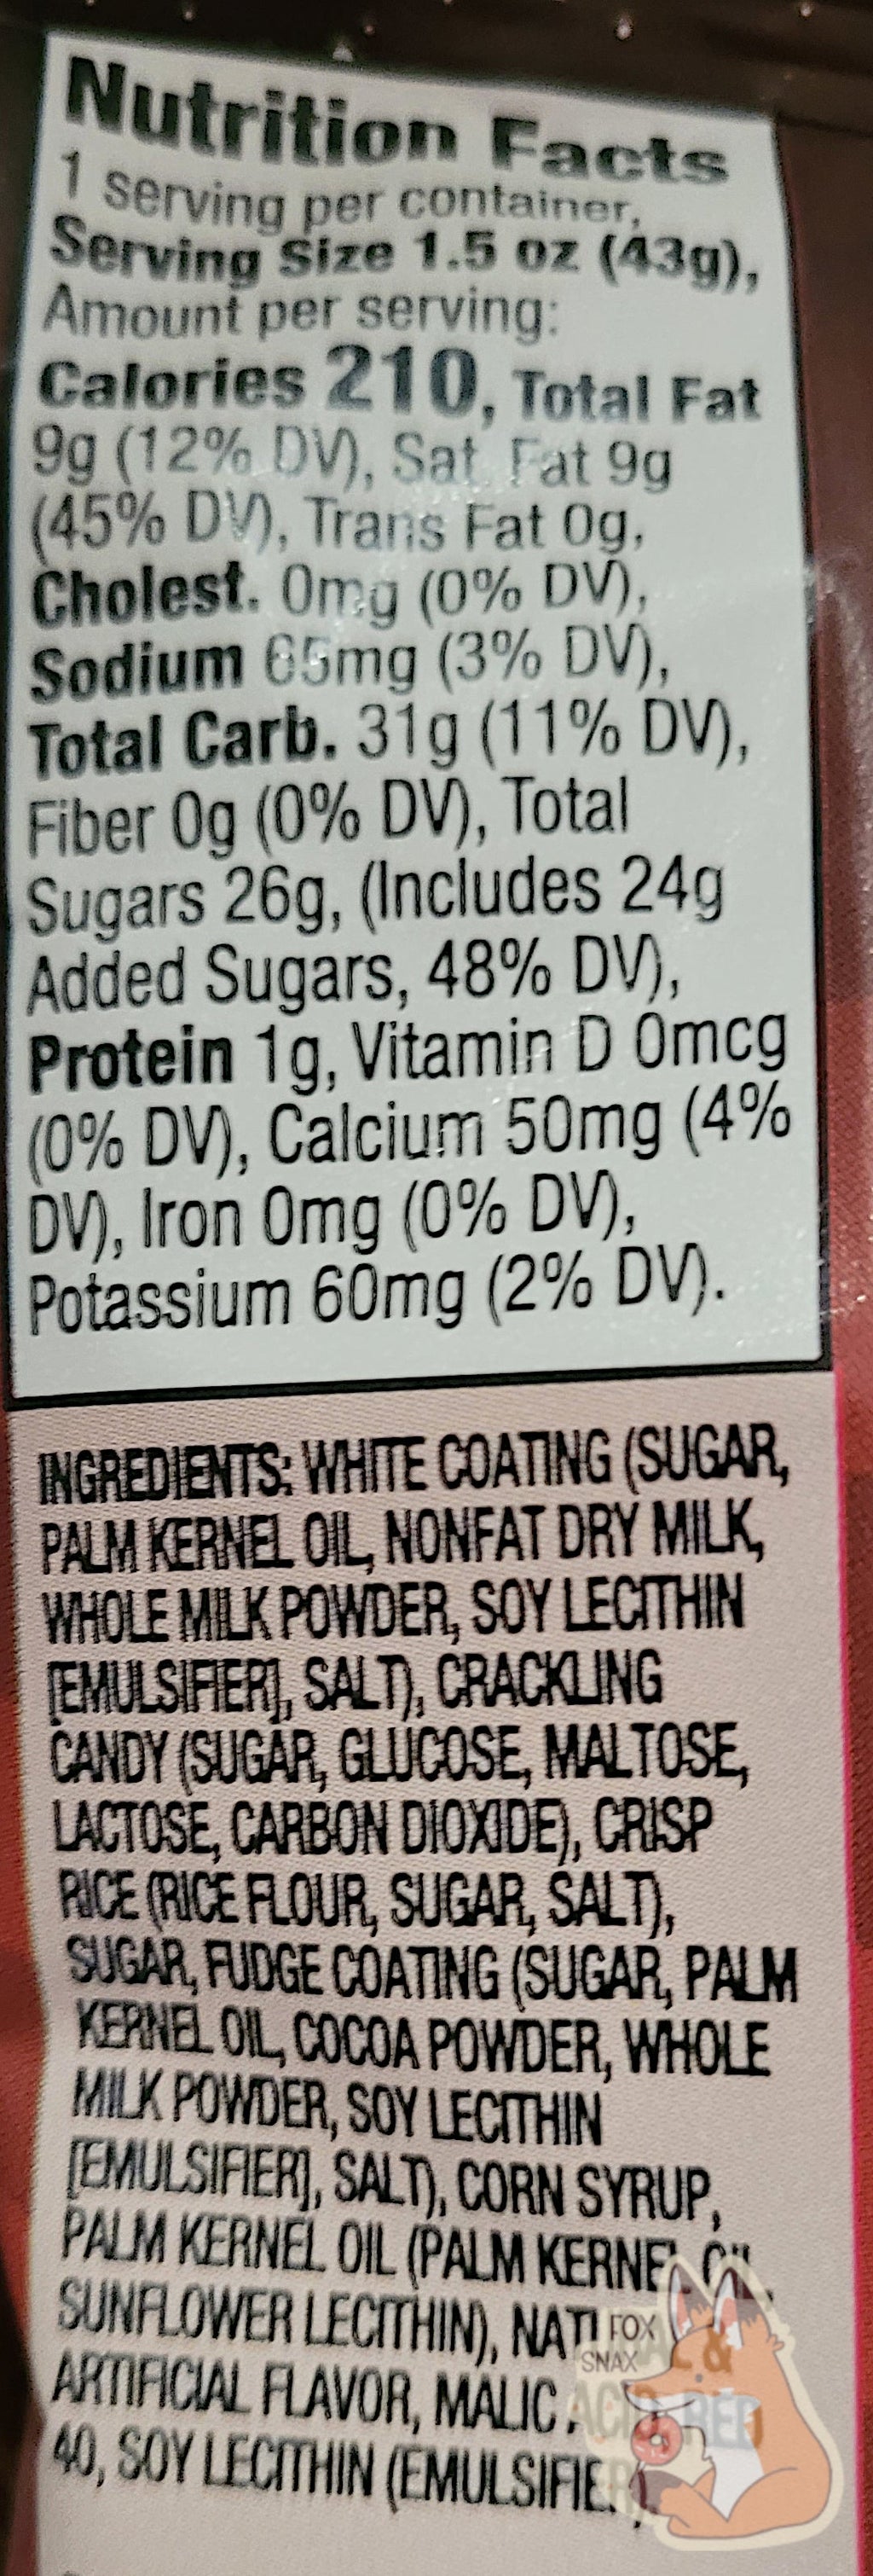 Nutrition Facts
1 serving per container,
Serving Size 1.5 oz (43g),
Amount per serving:
Calories 210, Total Fat
9g (12% DV), Sat. Fat 9g
(45% DV), Trans Fat 0g,
Cholest. 0mg (0% DV),
Sodium 65mg (3% DV),
Total Carb. 31g (11% DV),
Fiber 0g (0% DV), Total
Sugars 26g, (Includes 24g
Added Sugars, 48% DV),
Protein 1g, Vitamin D 0mcg
(0% DV), Calcium 50mg (4%
DV), Iron 0mg (0% DV),
Potassium 60mg (2% DV).
INGREDIENTS: WHITE COATING (SUGAR,
PALM KERNEL OIL, NONFAT DRY MILK,
WHOLE MILK POWDER, SOY LECITHIN
[EMULSIFIER], SALT), CRACKLING
CANDY (SUGAR, GLUCOSE, MALTOSE,
LACTOSE, CARBON DIOXIDE), CRISP
RICE (RICE FLOUR, SUGAR, SALT),
SUGAR, FUDGE COATING (SUGAR, PALM
KERNEL OIL, COCOA POWDER, WHOLE
MILK POWDER, SOY LECITHIN
[EMULSIFIER], SALT), CORN SYRUP,
PALM KERNEL OIL (PALM KERNEL OIL,
SUNFLOWER LECITHIN), NATURAL &
ARTIFICIAL FLAVOR, MALIC ACID, RED
40, SOY LECITHIN (EMULSIFIER).
FOX
SNAX